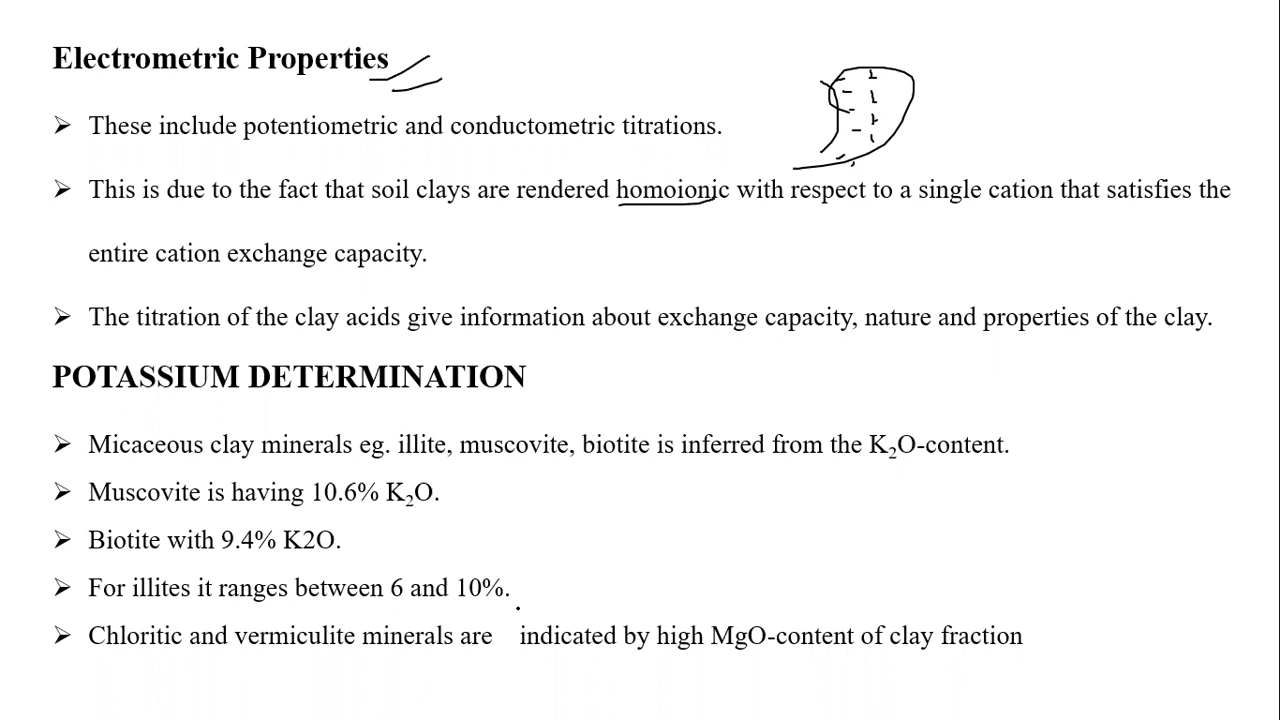 Electrometric Properties
➢ These include potentiometric and conductometric titrations.
➢ This is due to the fact that soil clays are rendered homoionic with respect to a single cation that satisfies the
entire cation exchange capacity.
➢ The titration of the clay acids give information about exchange capacity, nature and properties of the clay.
POTASSIUM DETERMINATION
➢ Micaceous clay minerals eg. illite, muscovite, biotite is inferred from the K₂O-content.
➢ Muscovite is having 10.6% K₂O.
➢ Biotite with 9.4% K2O.
➢ For illites it ranges between 6 and 10%.
➢ Chloritic and vermiculite minerals are indicated by high MgO-content of clay fraction